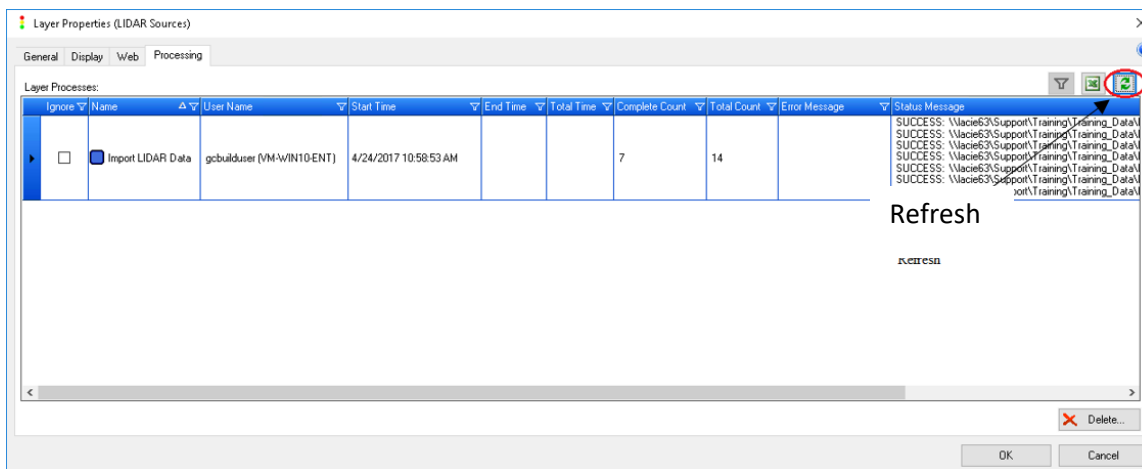 Layer Properties (LIDAR Sources)
General Display Web Processing
Layer Processes:
Ignore Name User Name Start Time End Time Total Time Complete Count Total Count Error Message Status Message
SUCCESS: \\lacie63\Support\Training\Training_Data\
SUCCESS: \\lacie63\Support\Training\Training_Data\
SUCCESS: \\lacie63\Support\Training\Training_Data\
Import LIDAR Data gcbuilduser (VM-WIN10-ENT) 4/24/2017 10:58:53 AM 7 14 SUCCESS: \\lacie63\Support\Training\Training_Data\
SUCCESS: \\lacie63\Support\Training\Training_Data\
SUCCESS: \\lacie63\Support\Training\Training_Data\
port\Training\Training_Data\
Refresh
Refresh
Delete...
OK Cancel